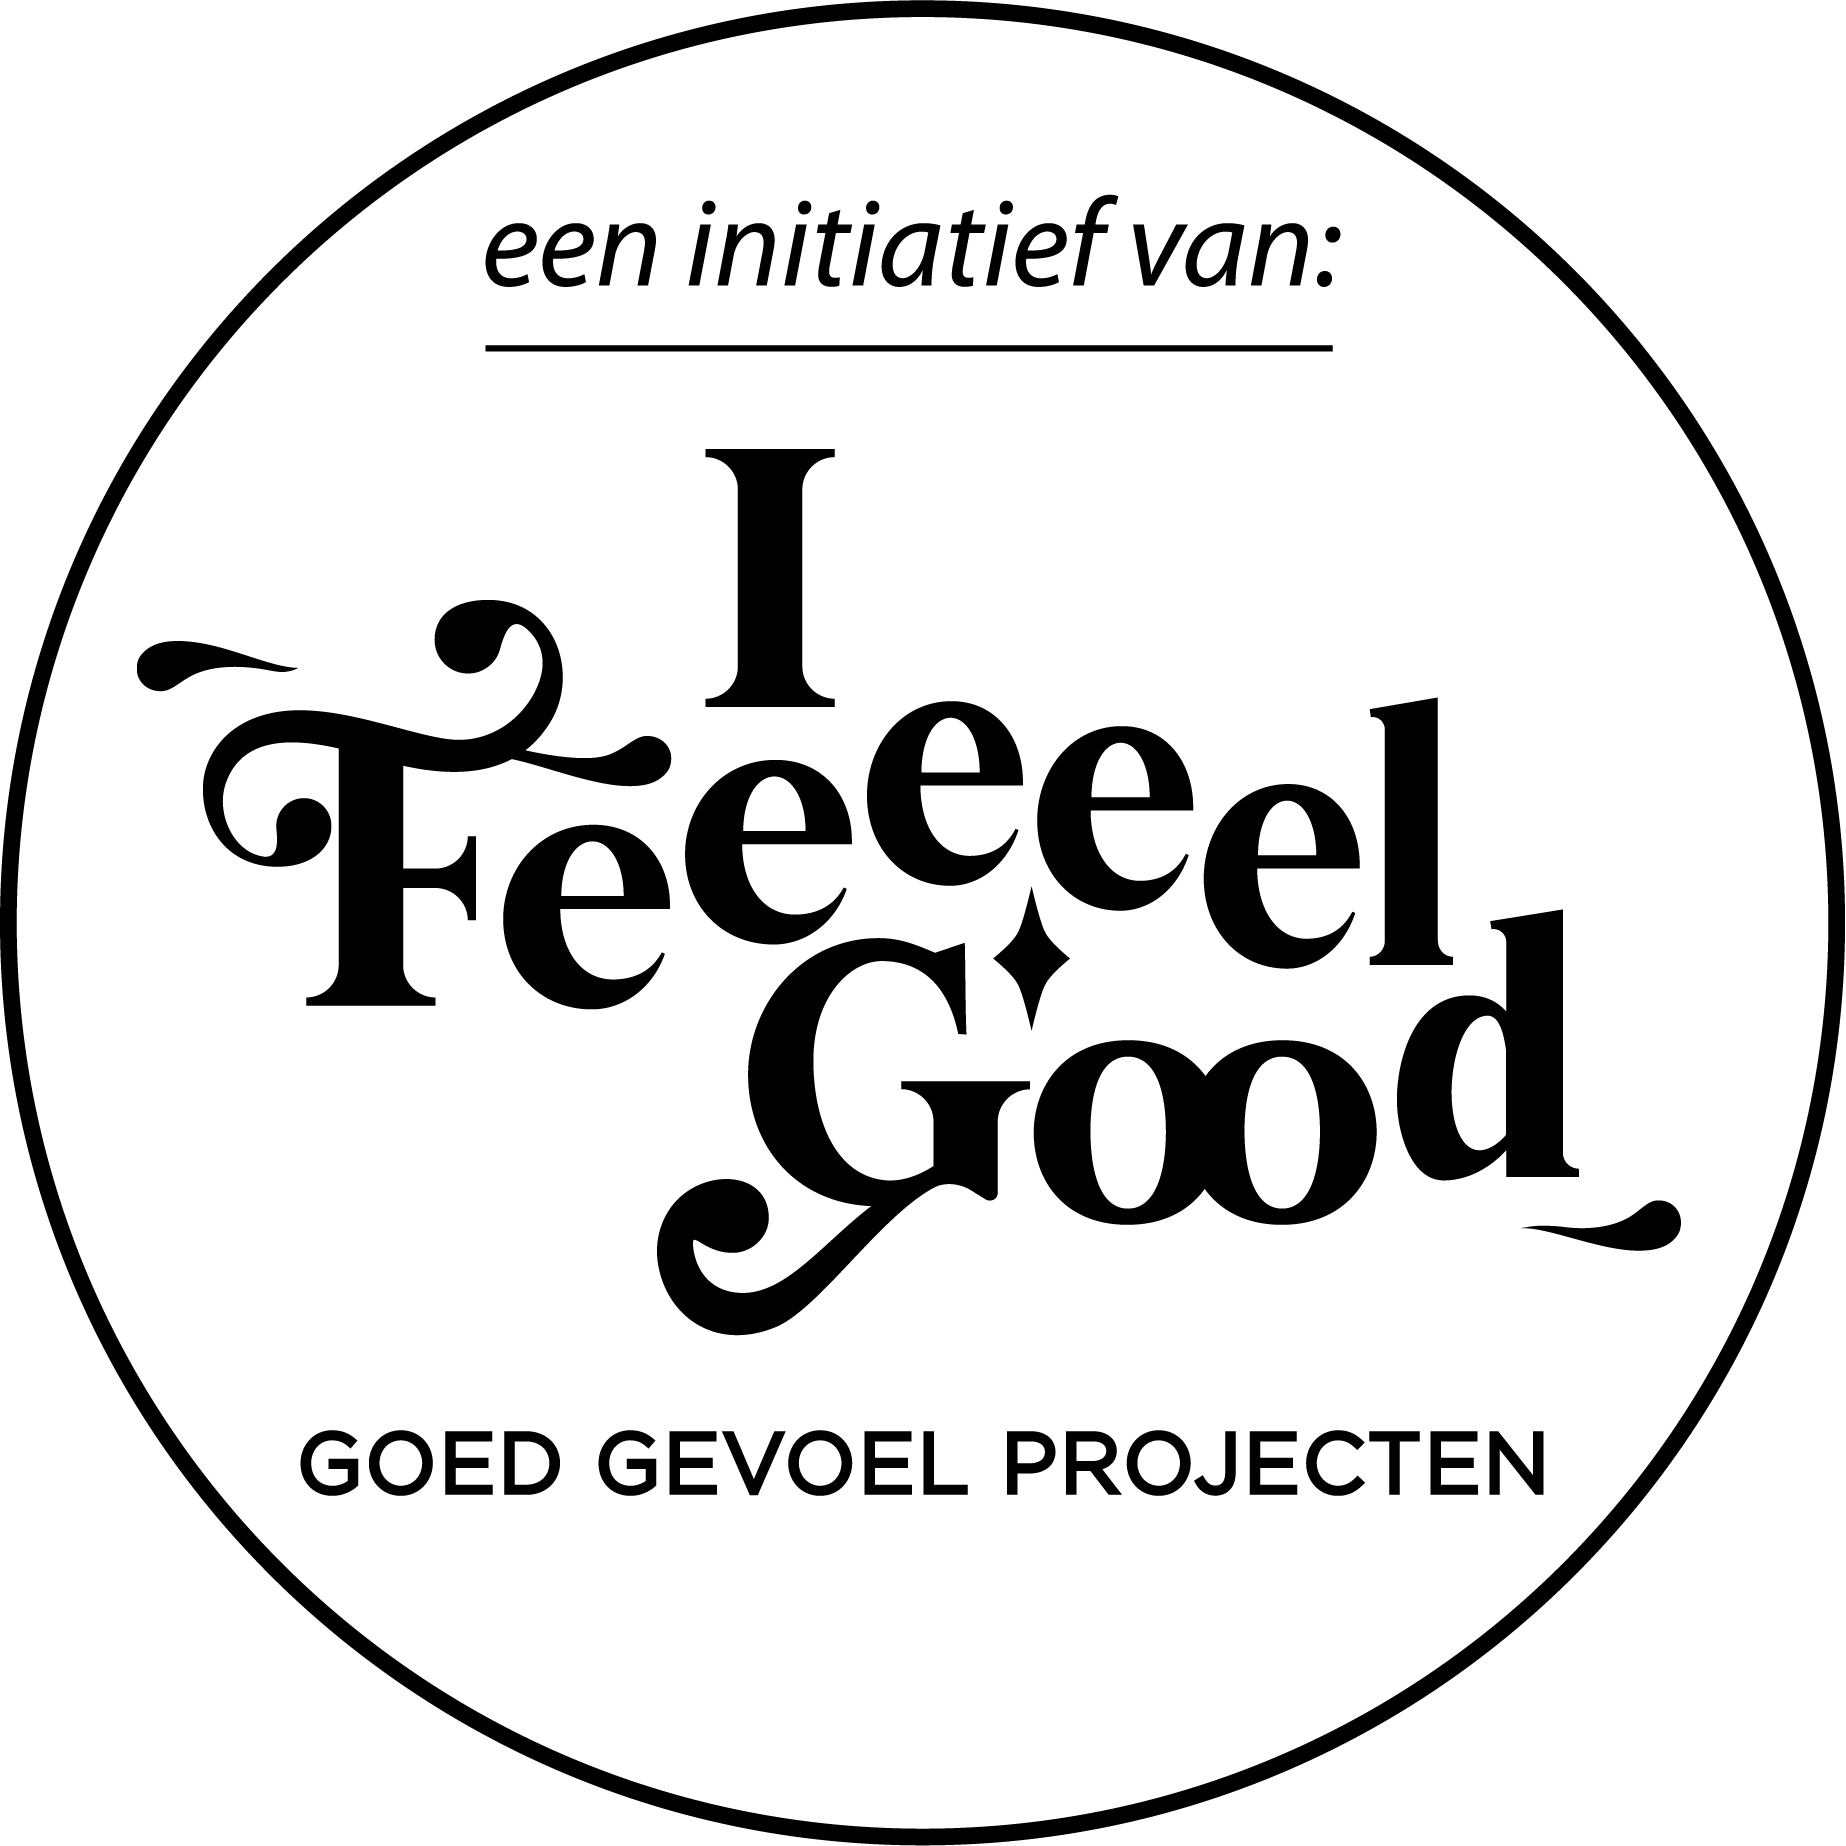 een initiatief van:
I
Feeeeel
Good
GOED GEVOEL PROJECTEN